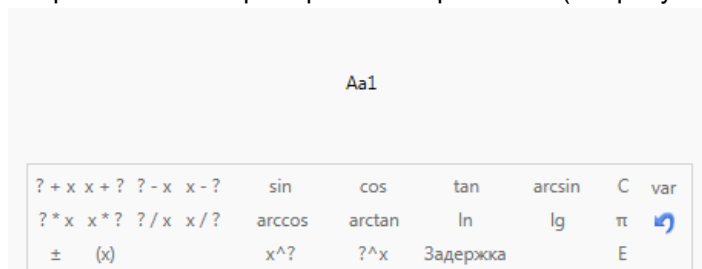 Aa1
? + x x + ? ? - x x - ? sin cos tan arcsin C var
? * x x * ? ? / x x / ? arccos arctan ln lg π
± (x) x^? ?^x Задержка E